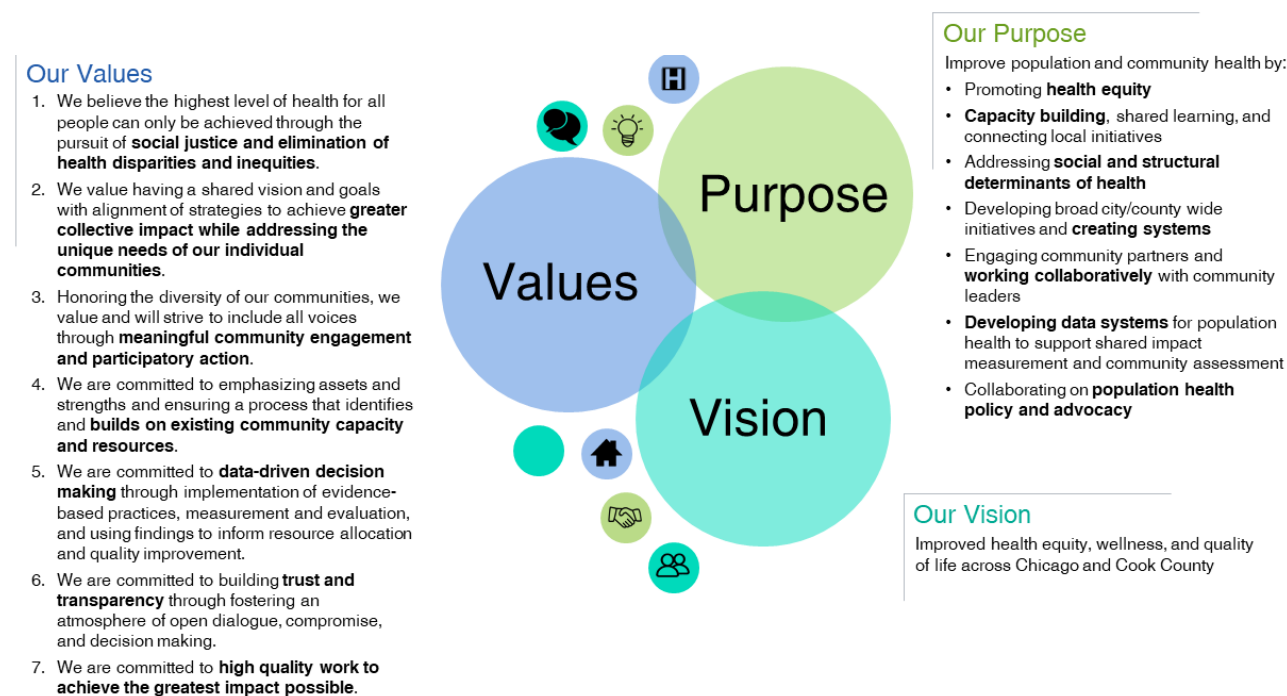 Our Values
1. We believe the highest level of health for all
people can only be achieved through the
pursuit of social justice and elimination of
health disparities and inequities.
2. We value having a shared vision and goals
with alignment of strategies to achieve greater
collective impact while addressing the
unique needs of our individual
communities.
3. Honoring the diversity of our communities, we
value and will strive to include all voices
through meaningful community engagement
and participatory action.
4. We are committed to emphasizing assets and
strengths and ensuring a process that identifies
and builds on existing community capacity
and resources.
5. We are committed to data-driven decision
making through implementation of evidence-
based practices, measurement and evaluation,
and using findings to inform resource allocation
and quality improvement.
6. We are committed to building trust and
transparency through fostering an
atmosphere of open dialogue, compromise,
and decision making.
7. We are committed to high quality work to
achieve the greatest impact possible.
H
Purpose
Values
Vision
Our Purpose
Improve population and community health by:
• Promoting health equity
• Capacity building, shared learning, and
connecting local initiatives
• Addressing social and structural
determinants of health
• Developing broad city/county wide
initiatives and creating systems
• Engaging community partners and
working collaboratively with community
leaders
• Developing data systems for population
health to support shared impact
measurement and community assessment
• Collaborating on population health
policy and advocacy
Our Vision
Improved health equity, wellness, and quality
of life across Chicago and Cook County